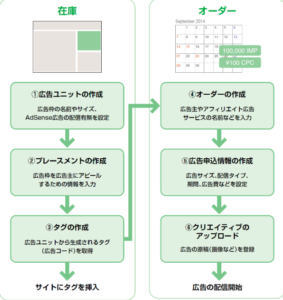 在庫
①広告ユニットの作成
広告枠の名前やサイズ、
AdSense広告の配信有無を設定
②プレースメントの作成
広告枠を広告主にアピール
するための情報を入力
③タグの作成
広告ユニットから生成されるタグ
(広告コード)を取得
サイトにタグを挿入
オーダー
September 2014
100,000 IMP
¥100 CPC
④オーダーの作成
広告主やアフィリエイト広告
サービスの名前などを入力
⑤広告申込情報の作成
広告サイズ、配信タイプ、
期間、広告費などを設定
⑥クリエイティブの
アップロード
広告の原稿(画像など)を登録
広告の配信開始